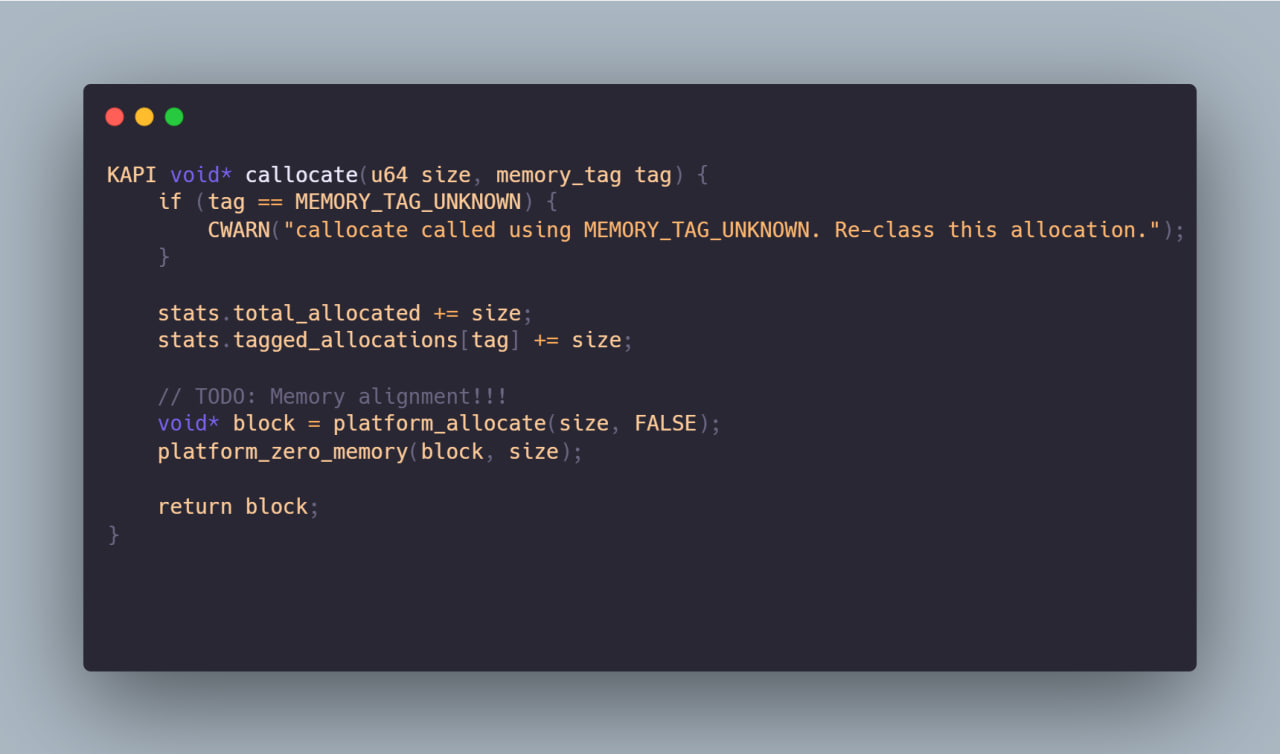 KAPI void* callocate(u64 size, memory_tag tag) {
    if (tag == MEMORY_TAG_UNKNOWN) {
        CWARN("callocate called using MEMORY_TAG_UNKNOWN. Re-class this allocation.");
    }

    stats.total_allocated += size;
    stats.tagged_allocations[tag] += size;

    // TODO: Memory alignment!!!
    void* block = platform_allocate(size, FALSE);
    platform_zero_memory(block, size);

    return block;
}